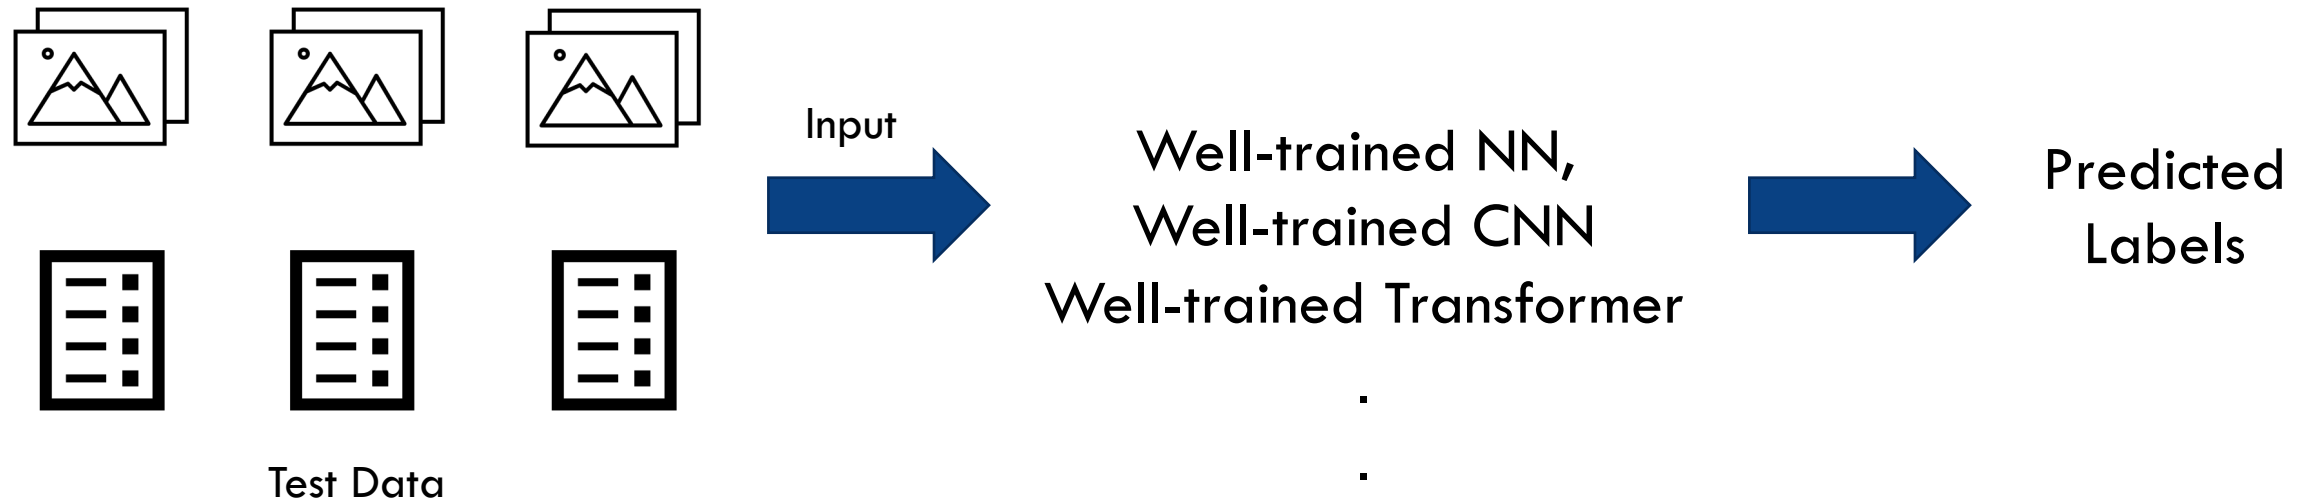 Input
Well-trained NN,
Well-trained CNN
Well-trained Transformer
.
.
Predicted
Labels
Test Data